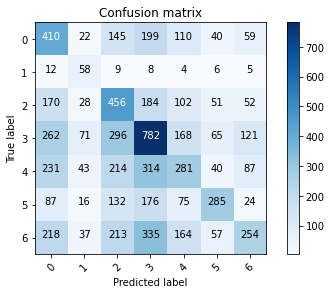 Confusion matrix
0 410 22 145 199 110 40 59
1 12 58 9 8 4 6 5
2 170 28 456 184 102 51 52
3 262 71 296 782 168 65 121
4 231 43 214 314 281 40 87
5 87 16 132 176 75 285 24
6 218 37 213 335 164 57 254
0 1 2 3 4 5 6
True label
Predicted label
700
600
500
400
300
200
100